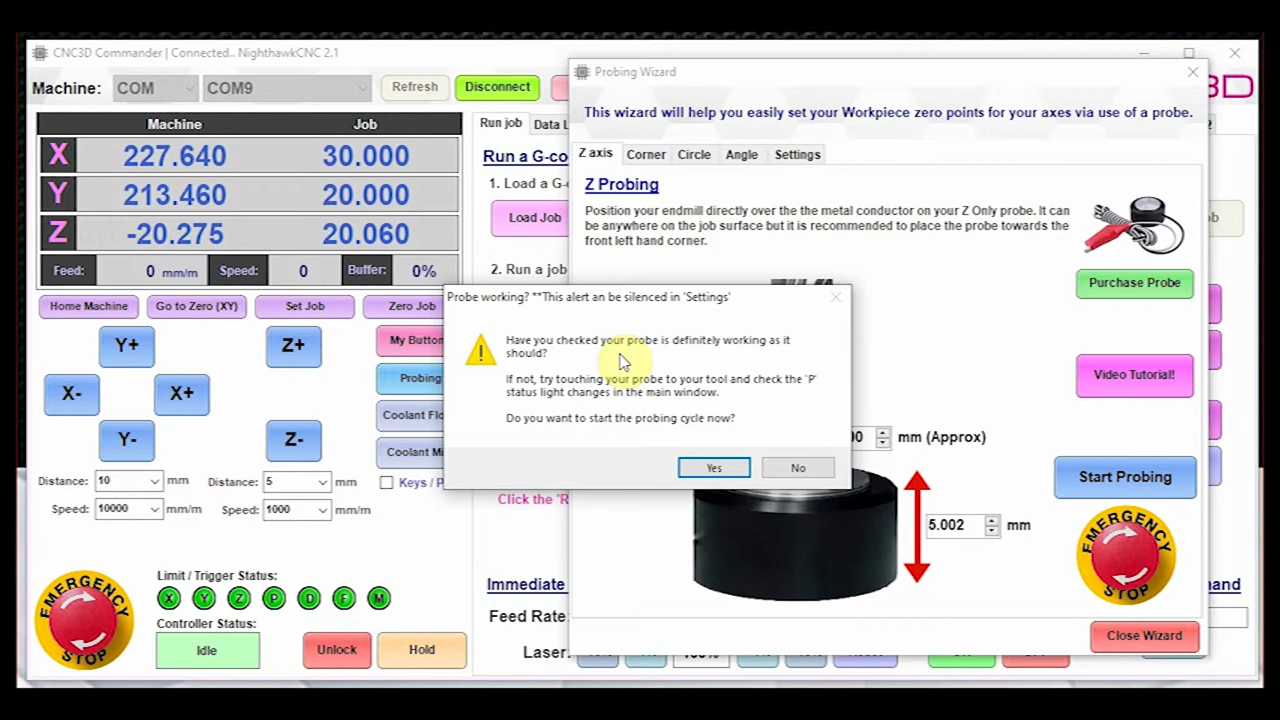 CNC3D Commander | Connected.. NighthawkCNC 2.1
Machine: COM COM9 Refresh Disconnect
Machine Job
X 227.640 30.000
Y 213.460 20.000
Z -20.275 20.060
Feed: 0 mm/m Speed: 0 Buffer: 0%
Home Machine Go to Zero (XY) Set Job Zero Job
Y+ Z+
X- X+
Y- Z-
My Button
Probing
Coolant
Coolant
Distance: 10 mm Distance: 5 mm Keys /
Speed: 10000 mm/m Speed: 1000 mm/m
Limit / Trigger Status:
X Y Z P D F M
Controller Status:
Idle Unlock Hold
EMERGENCY
STOP
Run job Data
Run a
1. Load a
Load Job
2. Run a job
Click the
Immediate
Feed Rate:
Laser:
Probing Wizard
This wizard will help you easily set your Workpiece zero points for your axes via use of a probe.
Z axis Corner Circle Angle Settings
Z Probing
Position your endmill directly over the the metal conductor on your Z Only probe. It can
be anywhere on the job surface but it is recommended to place the probe towards the
front left hand corner.
Purchase Probe
Video Tutorial!
mm (Approx)
Start Probing
5.002 mm
EMERGENCY
STOP
Close Wizard
Probe working? **This alert an be silenced in 'Settings'
Have you checked your probe is definitely working as it
should?
If not, try touching your probe to your tool and check the 'P'
status light changes in the main window.
Do you want to start the probing cycle now?
Yes No